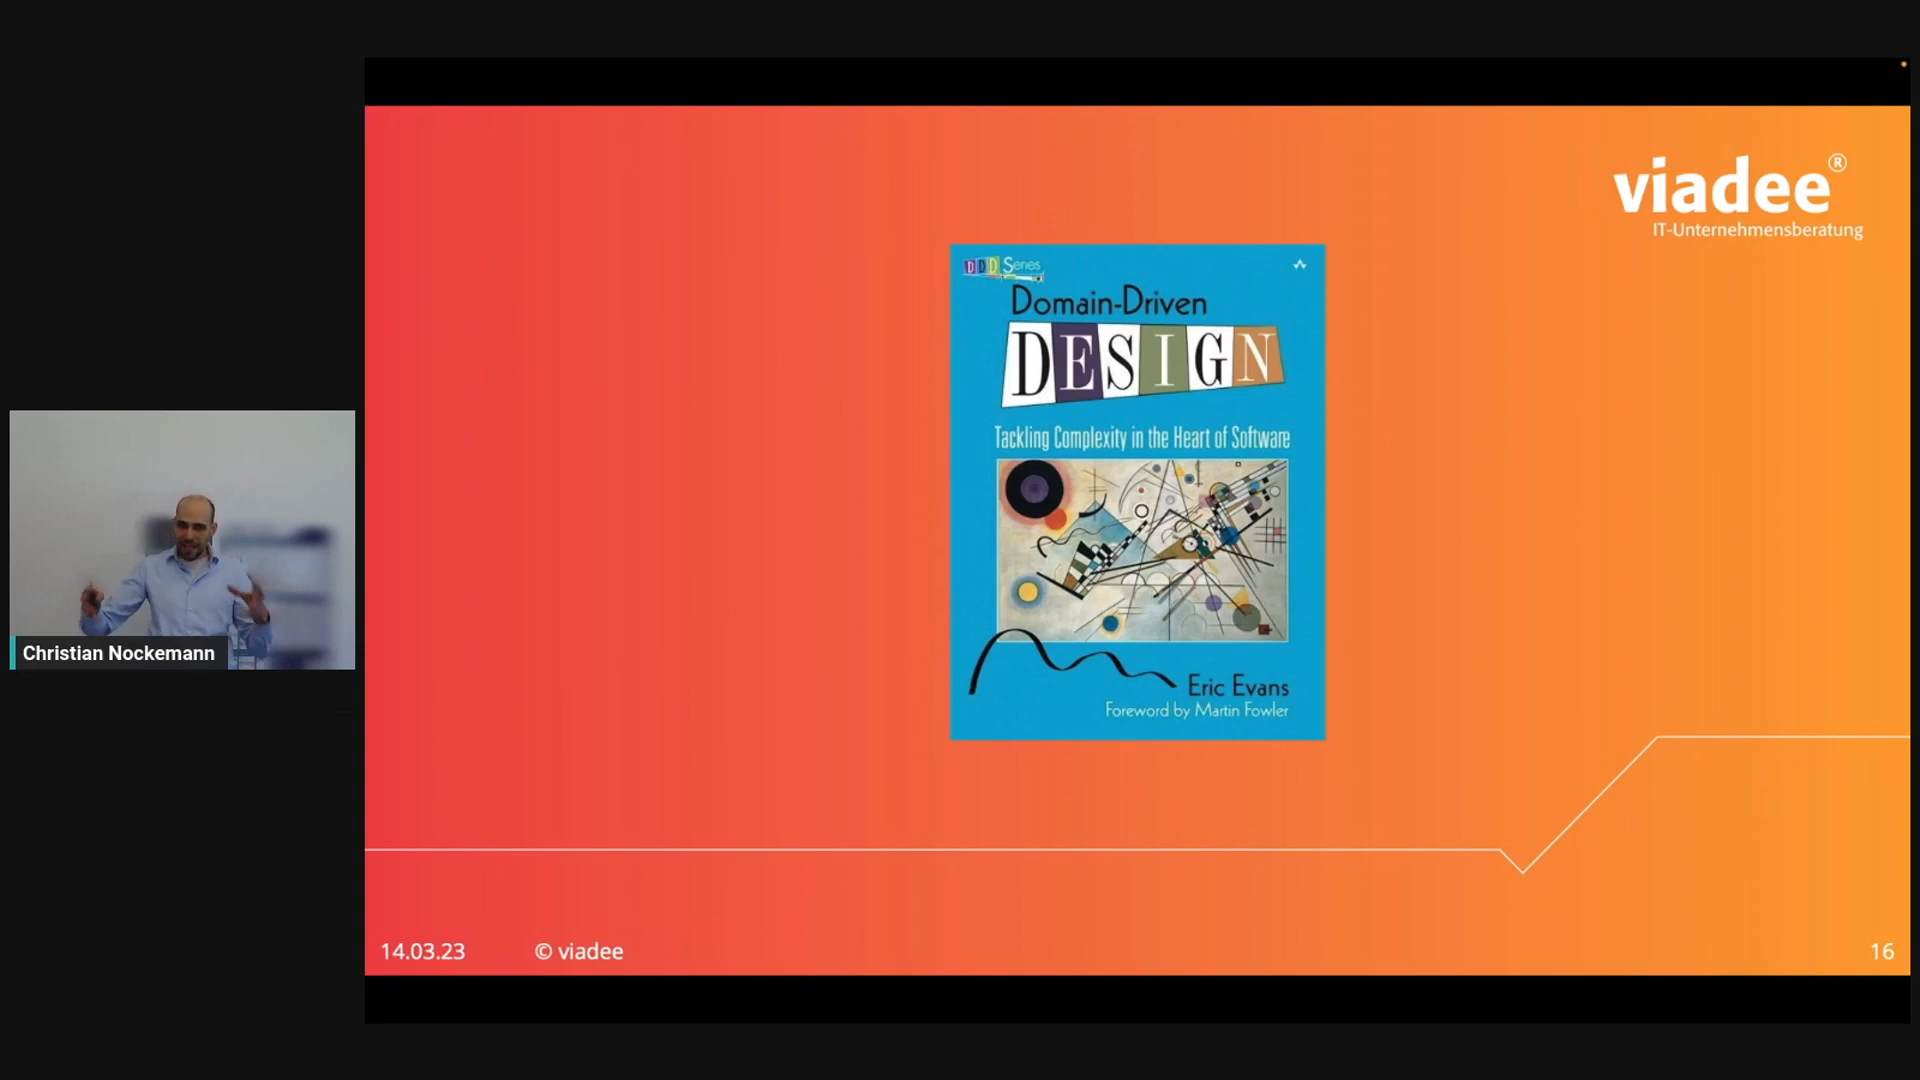 viadee®
IT-Unternehmensberatung
DDD Series
Domain-Driven
DESIGN
Tackling Complexity in the Heart of Software
Eric Evans
Foreword by Martin Fowler
Christian Nockemann
14.03.23
© viadee
16